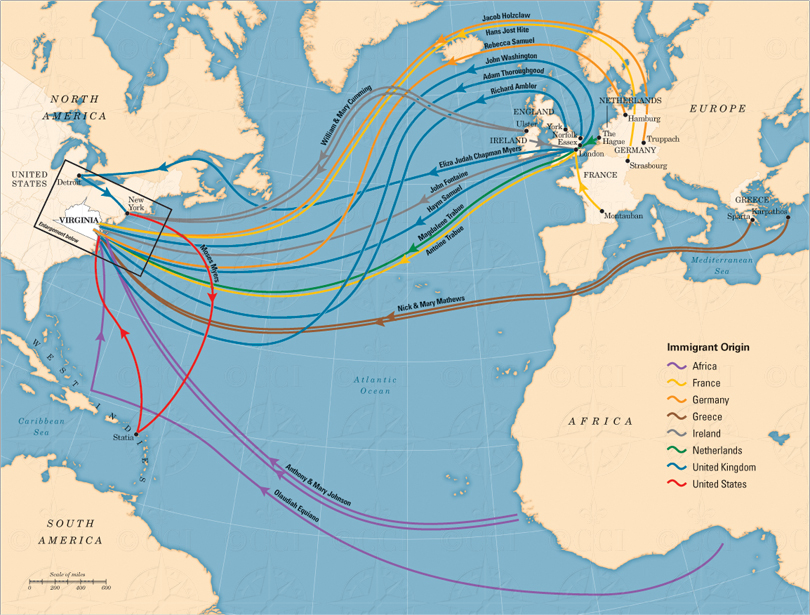 Jacob Holzclaw
Hans Jost Hite
Rebecca Samuel
John Washington
Adam Thoroughgood
Richard Ambler
William & Mary Cumming
NORTH
AMERICA
EUROPE
NETHERLANDS
ENGLAND
Hamburg
Ulster
York
Norfolk
The
Hague
Essex
IRELAND
London
GERMANY
Truppach
Strasbourg
FRANCE
Montauban
UNITED
STATES
Detroit
New
York
VIRGINIA
Enlargement below
Eliza Judah Chapman Myers
John Fontaine
Haym Samuel
Magdalene Trabue
Antoine Trabue
Moses Myers
GREECE
Sparta
Karpathos
Mediterranean
Sea
Nick & Mary Mathews
WEST INDIES
Atlantic
Ocean
Caribbean
Sea
Statia
AFRICA
Anthony & Mary Johnson
Olaudiah Equiano
SOUTH
AMERICA
Scale of miles
0 200 400 600
Immigrant Origin
Africa
France
Germany
Greece
Ireland
Netherlands
United Kingdom
United States